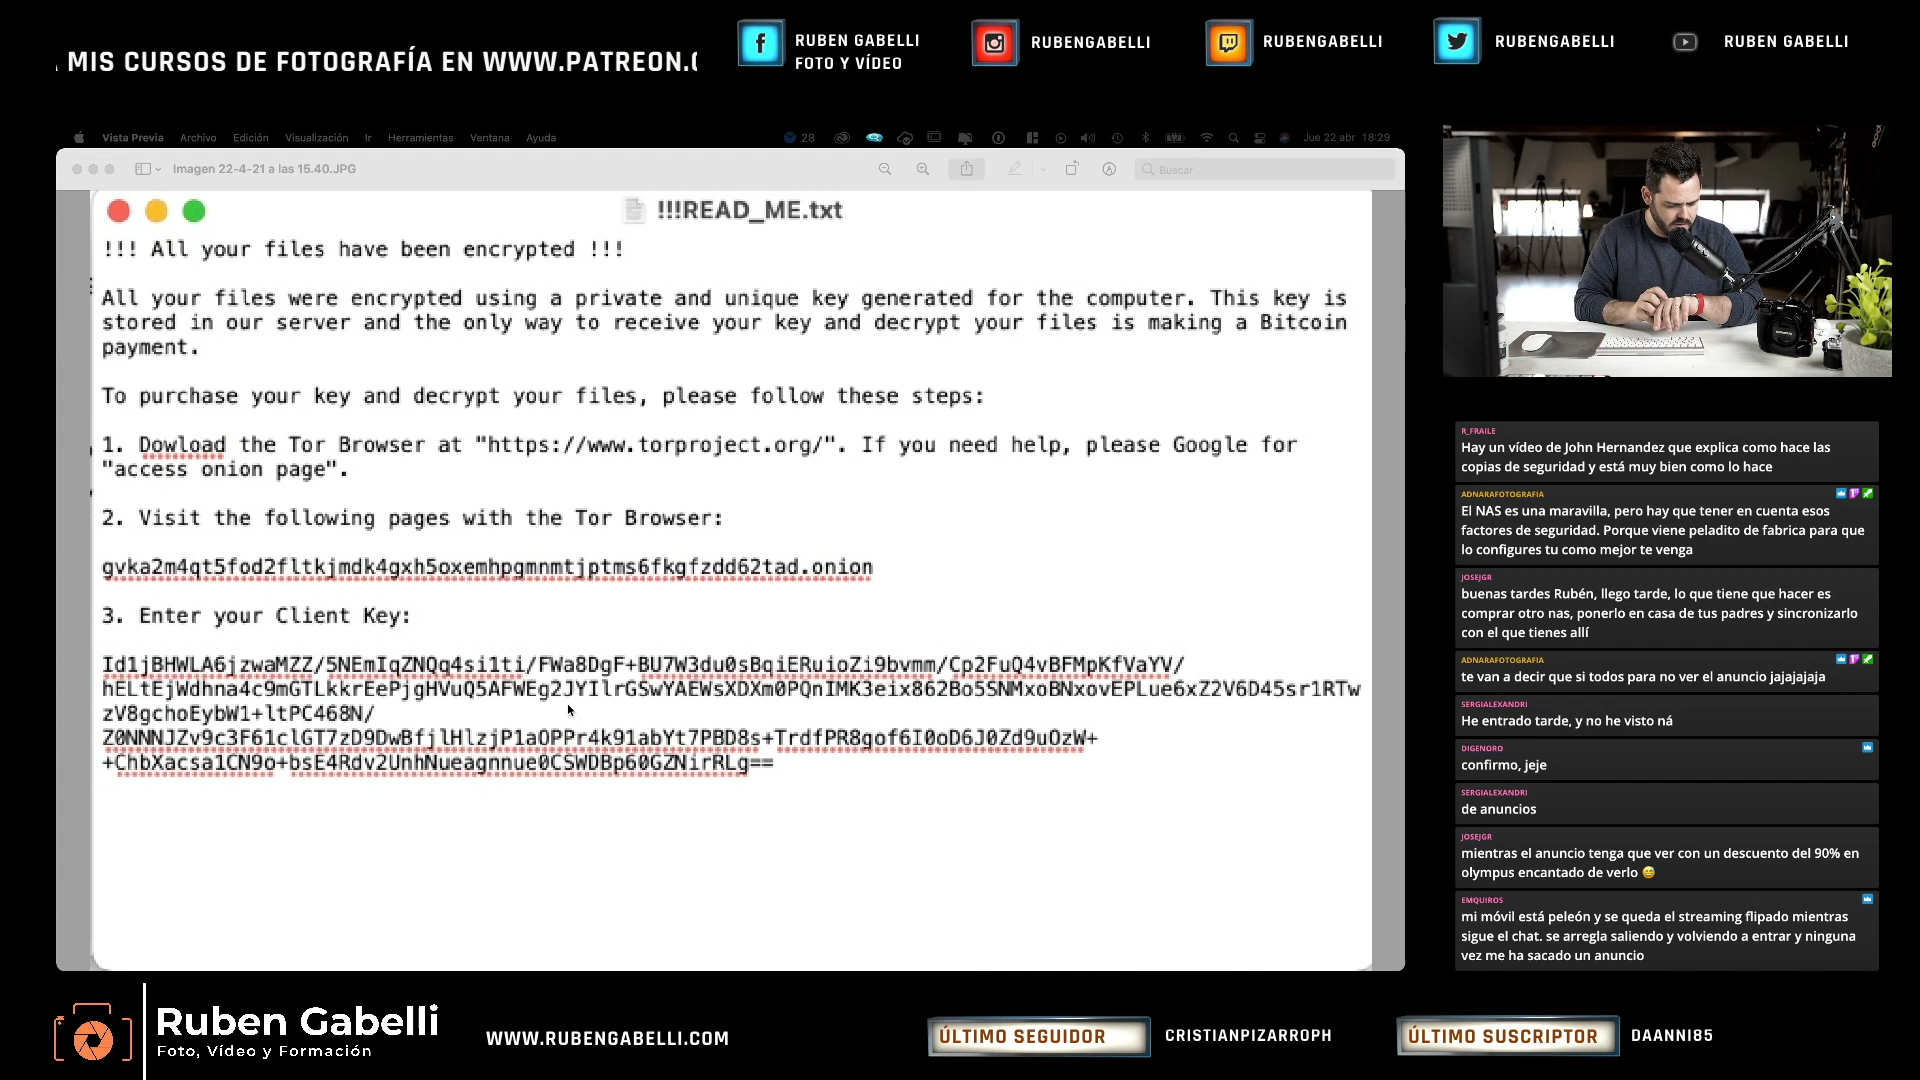 MIS CURSOS DE FOTOGRAFÍA EN WWW.PATREON.
RUBEN GABELLI
FOTO Y VÍDEO
RUBENGABELLI
RUBENGABELLI
RUBENGABELLI
RUBEN GABELLI
Vista Previa Archivo Edición Visualización Ir Herramientas Ventana Ayuda
28
Jue 22 abr 18:29
Imagen 22-4-21 a las 15.40.JPG
Buscar
!!!READ_ME.txt
!!! All your files have been encrypted !!!
All your files were encrypted using a private and unique key generated for the computer. This key is
stored in our server and the only way to receive your key and decrypt your files is making a Bitcoin
payment.
To purchase your key and decrypt your files, please follow these steps:
1. Dowload the Tor Browser at "https://www.torproject.org/". If you need help, please Google for
"access onion page".
2. Visit the following pages with the Tor Browser:
gvka2m4qt5fod2fltkjmdk4gxh5oxemhpgmnmtjptms6fkgfzdd62tad.onion
3. Enter your Client Key:
zV8gchoEybW1+ltPC468N/
R_FRAILE
Hay un vídeo de John Hernandez que explica como hace las
copias de seguridad y está muy bien como lo hace
ADNARAFOTOGRAFIA
El NAS es una maravilla, pero hay que tener en cuenta esos
factores de seguridad. Porque viene peladito de fabrica para que
lo configures tu como mejor te venga
JOSEJGR
buenas tardes Rubén, llego tarde, lo que tiene que hacer es
comprar otro nas, ponerlo en casa de tus padres y sincronizarlo
con el que tienes allí
ADNARAFOTOGRAFIA
te van a decir que si todos para no ver el anuncio jajajajaja
SERGIALEXANDRI
He entrado tarde, y no he visto ná
DIGENORO
confirmo, jeje
SERGIALEXANDRI
de anuncios
JOSEJGR
mientras el anuncio tenga que ver con un descuento del 90% en
olympus encantado de verlo 😅
EMQUIROS
mi móvil está peleón y se queda el streaming flipado mientras
sigue el chat. se arregla saliendo y volviendo a entrar y ninguna
vez me ha sacado un anuncio
Ruben Gabelli
Foto, Vídeo y Formación
WWW.RUBENGABELLI.COM
ÚLTIMO SEGUIDOR
CRISTIANPIZARROPH
ÚLTIMO SUSCRIPTOR
DAANNI85